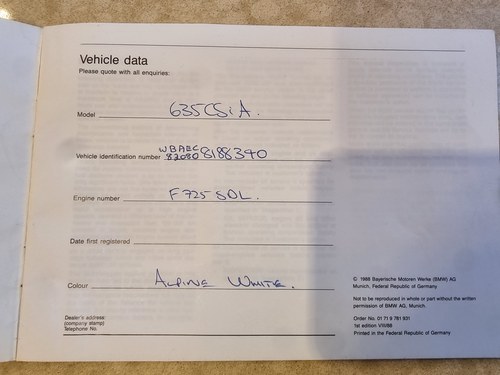 Vehicle data
Please quote with all enquiries:
Model 635CSiA.
WBAEC
Vehicle identification number 82080 8188340
Engine number F725 SOL.
Date first registered
Colour ALPINE WHITE.
Dealer's address
(company stamp)
Telephone No.
© 1988 Bayerische Motoren Werke (BMW) AG
Munich, Federal Republic of Germany
Not to be reproduced in whole or part without the written
permission of BMW AG, Munich.
Order No. 01 71 9 781 931
1st edition VIII/88
Printed in the Federal Republic of Germany